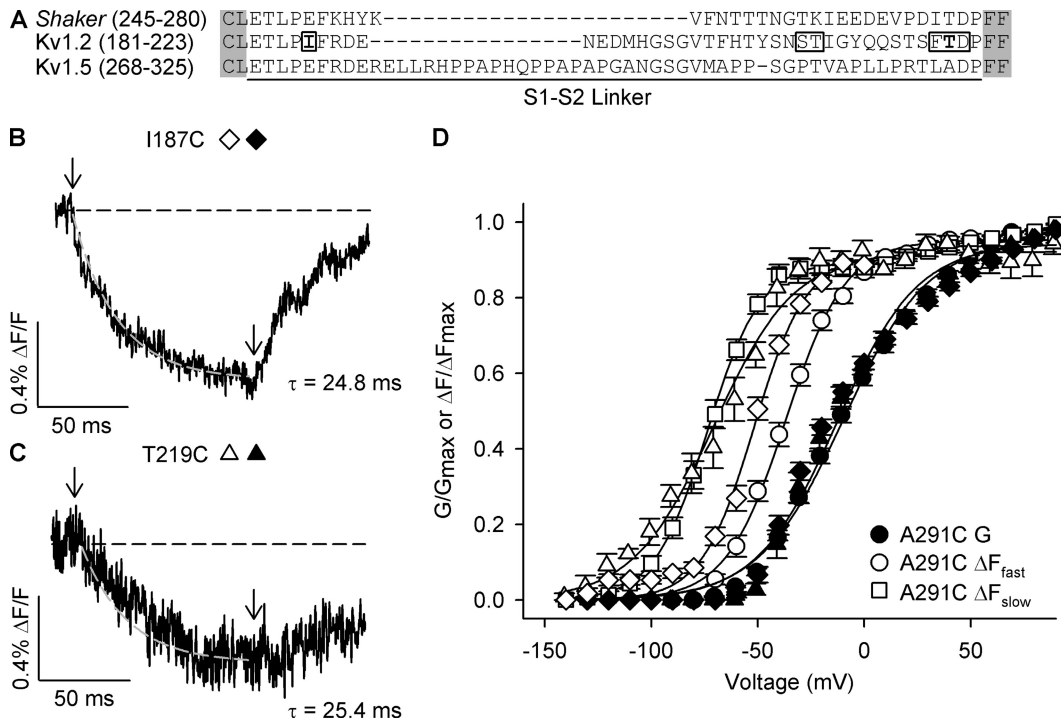 A
Shaker (245-280) CLETLPEFKHYK--------------------VFNTTTNGTKIEEDEVPDITDPFF
Kv1.2 (181-223) CLETLPIFRDE--------------NEDMHGSGVTFHTYSNSTIGYQQSTSFTDPFF
Kv1.5 (268-325) CLETLPEFRDERELLRHPPAPHQPPAPAPGANGSGVMAPP-SGPTVAPLLPRTLADPFF
S1-S2 Linker
B
I187C
0.4% ΔF/F
50 ms
τ = 24.8 ms
C
T219C
0.4% ΔF/F
50 ms
τ = 25.4 ms
D
G/Gmax or ΔF/ΔFmax
1.0
0.8
0.6
0.4
0.2
0.0
-150 -100 -50 0 50
Voltage (mV)
A291C G
A291C ΔFfast
A291C ΔFslow